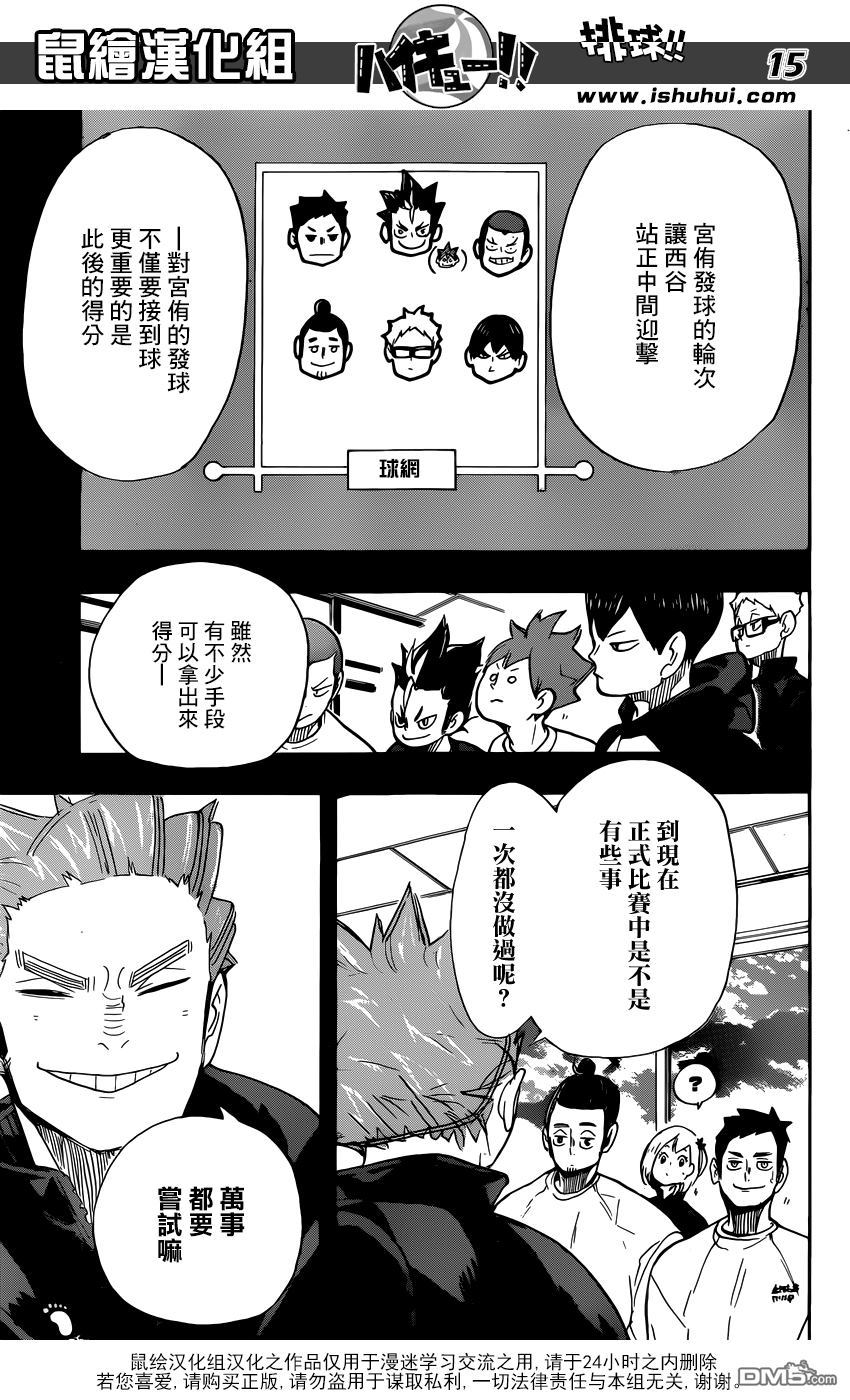 鼠繪漢化組
ハイキュー!!
排球!!
15
www.ishuhui.com
宮侑發球的輪次
讓西谷
站正中間迎擊
—對宮侑的發球
不僅要接到球
更重要的是
此後的得分
球網
雖然
有不少手段
可以拿出來
得分—
到現在
正式比賽中是不是
有些事
一次都沒做過呢?
?
萬事
都要
嘗試嘛
鼠绘汉化组汉化之作品仅用于漫迷学习交流之用, 请于24小时之内删除
若您喜爱, 请购买正版, 请勿盗用于谋取私利, 一切法律责任与本组无关, 谢谢。
DM5.com